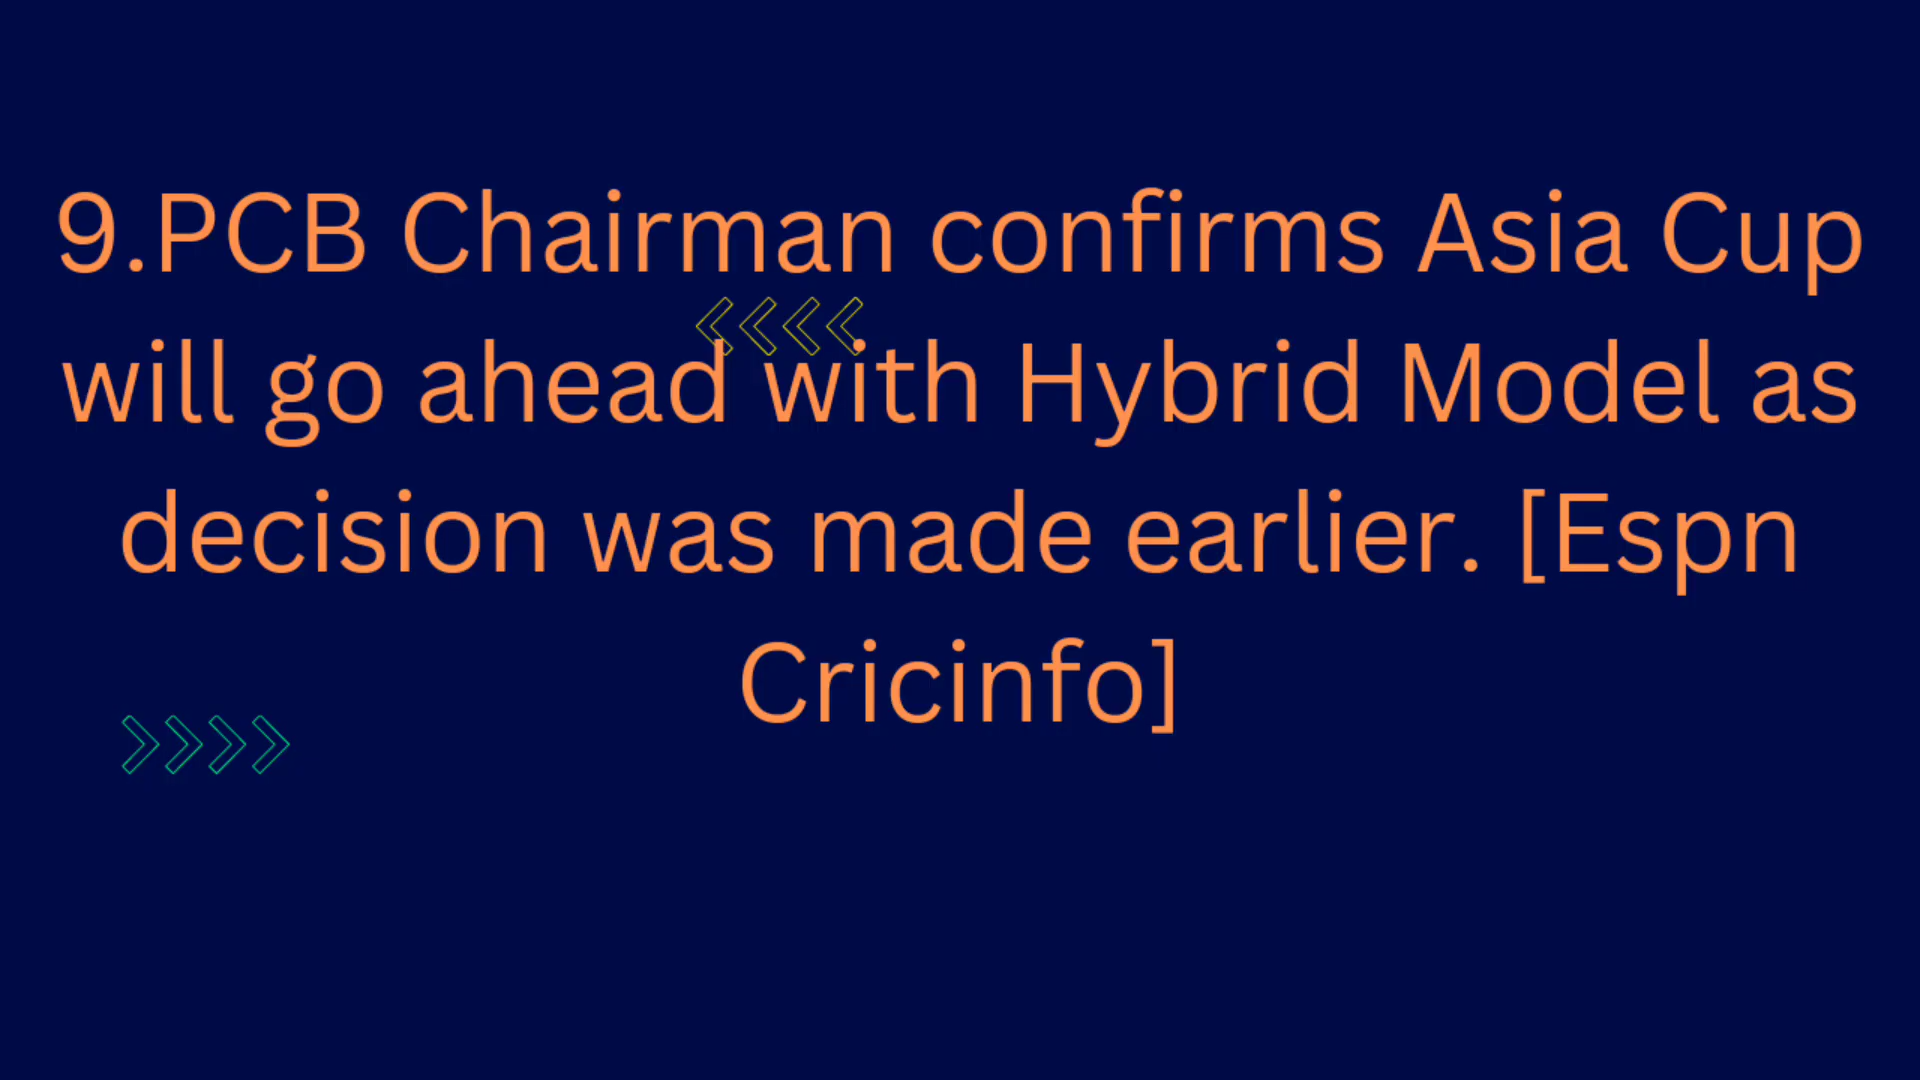 9.PCB Chairman confirms Asia Cup
will go ahead with Hybrid Model as
decision was made earlier. [Espn
Cricinfo]